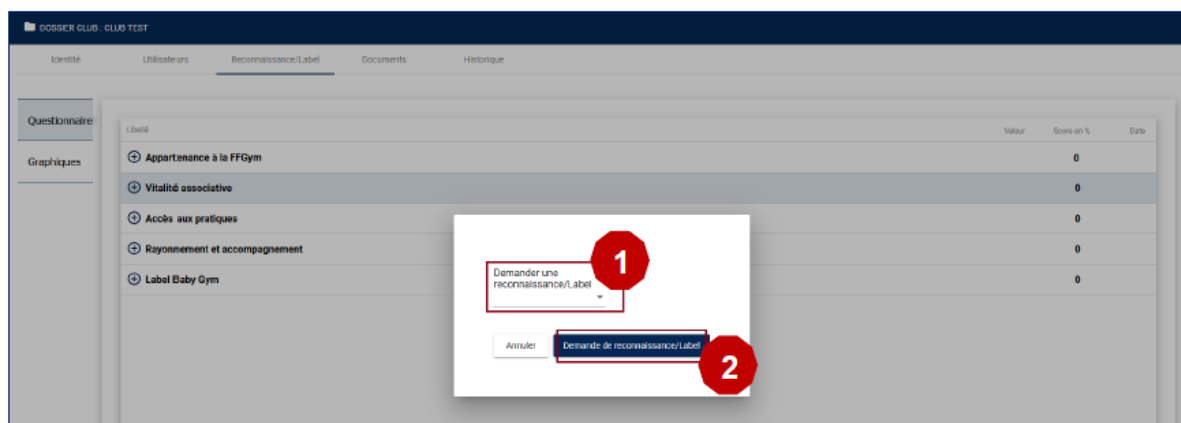 DOSSIER CLUB : CLUB TEST
Identité Utilisateurs Reconnaissance/Label Documents Historique
Questionnaire
Graphiques
Libellé Valeur Score en % Date
Appartenance à la FFGym 0
Vitalité associative 0
Accès aux pratiques 0
Rayonnement et accompagnement 0
Label Baby Gym 0
1
Demander une
reconnaissance/Label
Annuler Demande de reconnaissance/Label
2